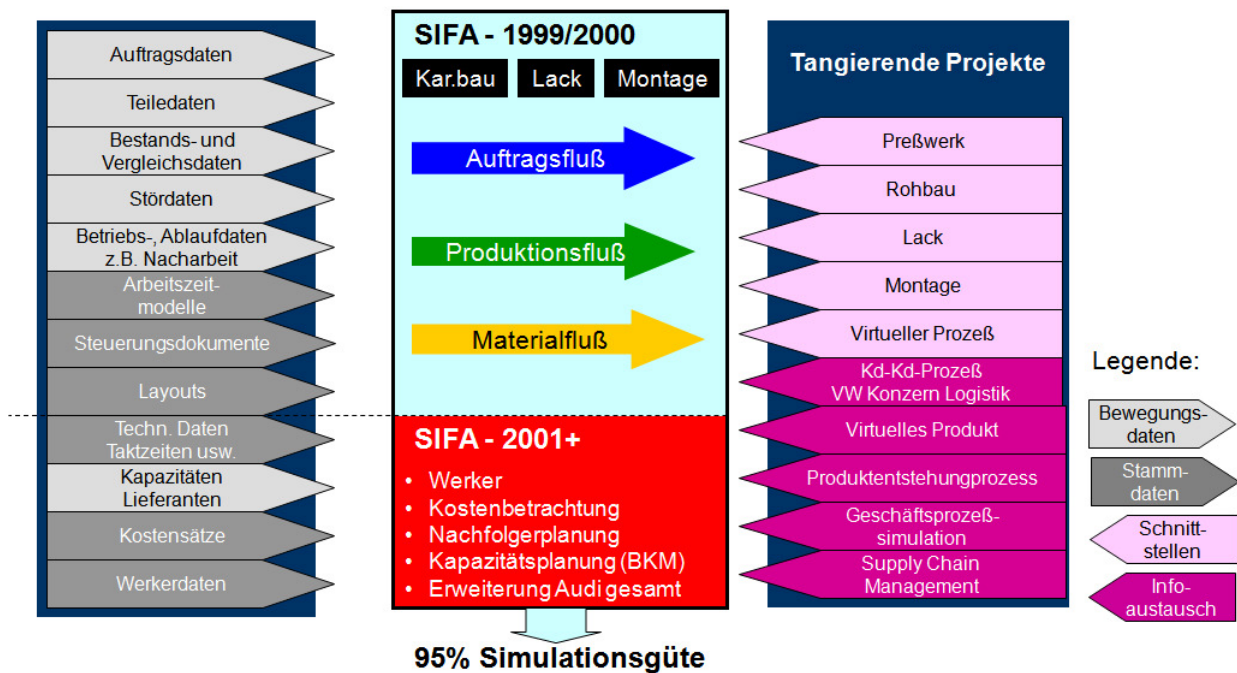 Auftragsdaten
Teiledaten
Bestands- und
Vergleichsdaten
Stördaten
Betriebs-, Ablaufdaten
z.B. Nacharbeit
Arbeitszeit-
modelle
Steuerungsdokumente
Layouts
Techn. Daten
Taktzeiten usw.
Kapazitäten
Lieferanten
Kostensätze
Werkerdaten
SIFA - 1999/2000
Kar.bau Lack Montage
Auftragsfluß
Produktionsfluß
Materialfluß
SIFA - 2001+
• Werker
• Kostenbetrachtung
• Nachfolgerplanung
• Kapazitätsplanung (BKM)
• Erweiterung Audi gesamt
95% Simulationsgüte
Tangierende Projekte
Preßwerk
Rohbau
Lack
Montage
Virtueller Prozeß
Kd-Kd-Prozeß
VW Konzern Logistik
Virtuelles Produkt
Produktentstehungprozess
Geschäftsprozeß-
simulation
Supply Chain
Management
Legende:
Bewegungs-
daten
Stamm-
daten
Schnitt-
stellen
Info-
austausch